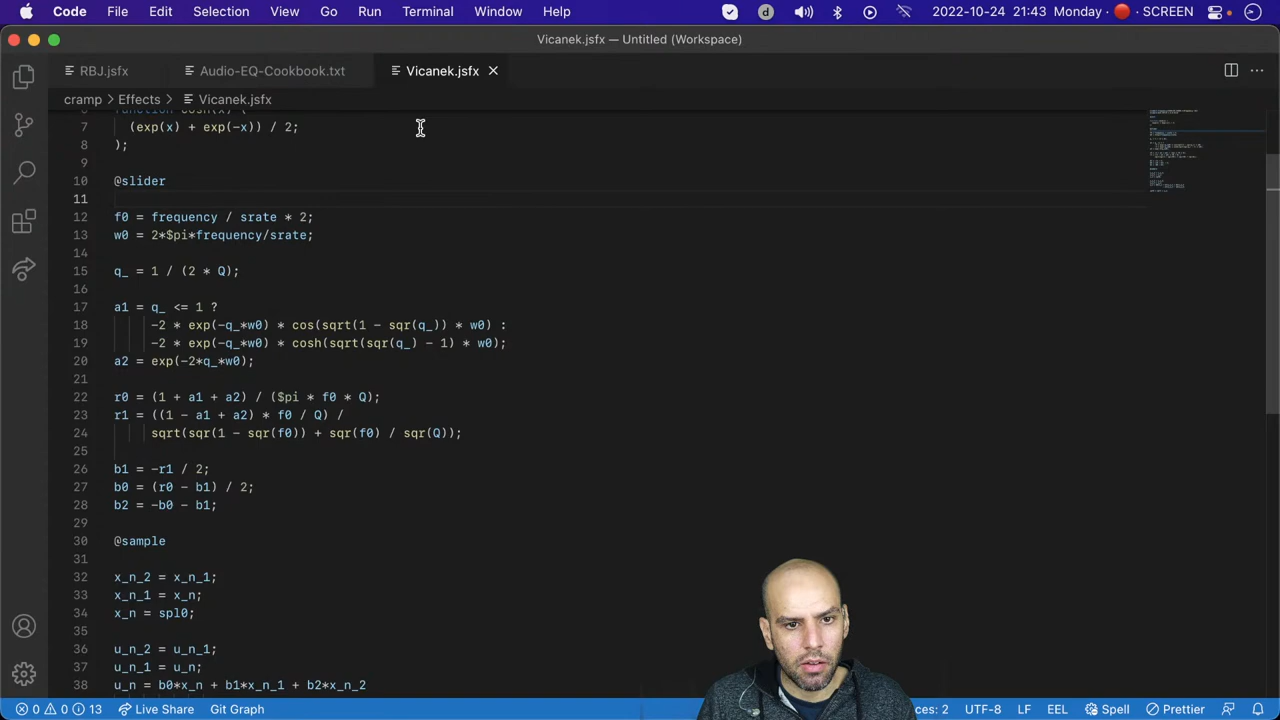 Code File Edit Selection View Go Run Terminal Window Help d 2022-10-24 21:43 Monday SCREEN
Vicanek.jsfx — Untitled (Workspace)
RBJ.jsfx Audio-EQ-Cookbook.txt Vicanek.jsfx
cramp > Effects > Vicanek.jsfx
7 (exp(x) + exp(-x)) / 2;
8 );
9
10 @slider
11
12 f0 = frequency / srate * 2;
13 w0 = 2*$pi*frequency/srate;
14
15 q_ = 1 / (2 * Q);
16
17 a1 = q_ <= 1 ?
18 -2 * exp(-q_*w0) * cos(sqrt(1 - sqr(q_)) * w0) :
19 -2 * exp(-q_*w0) * cosh(sqrt(sqr(q_) - 1) * w0);
20 a2 = exp(-2*q_*w0);
21
22 r0 = (1 + a1 + a2) / ($pi * f0 * Q);
23 r1 = ((1 - a1 + a2) * f0 / Q) /
24 sqrt(sqr(1 - sqr(f0)) + sqr(f0) / sqr(Q));
25
26 b1 = -r1 / 2;
27 b0 = (r0 - b1) / 2;
28 b2 = -b0 - b1;
29
30 @sample
31
32 x_n_2 = x_n_1;
33 x_n_1 = x_n;
34 x_n = spl0;
35
36 u_n_2 = u_n_1;
37 u_n_1 = u_n;
38 u_n = b0*x_n + b1*x_n_1 + b2*x_n_2
0 0 13 Live Share Git Graph ces: 2 UTF-8 LF EEL Spell Prettier